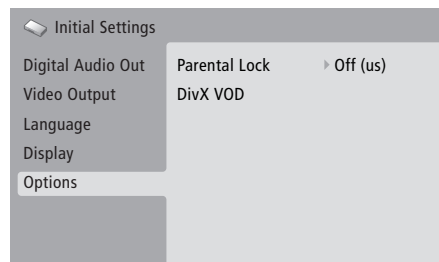 Initial Settings
Digital Audio Out
Video Output
Language
Display
Options
Parental Lock
Off (us)
DivX VOD